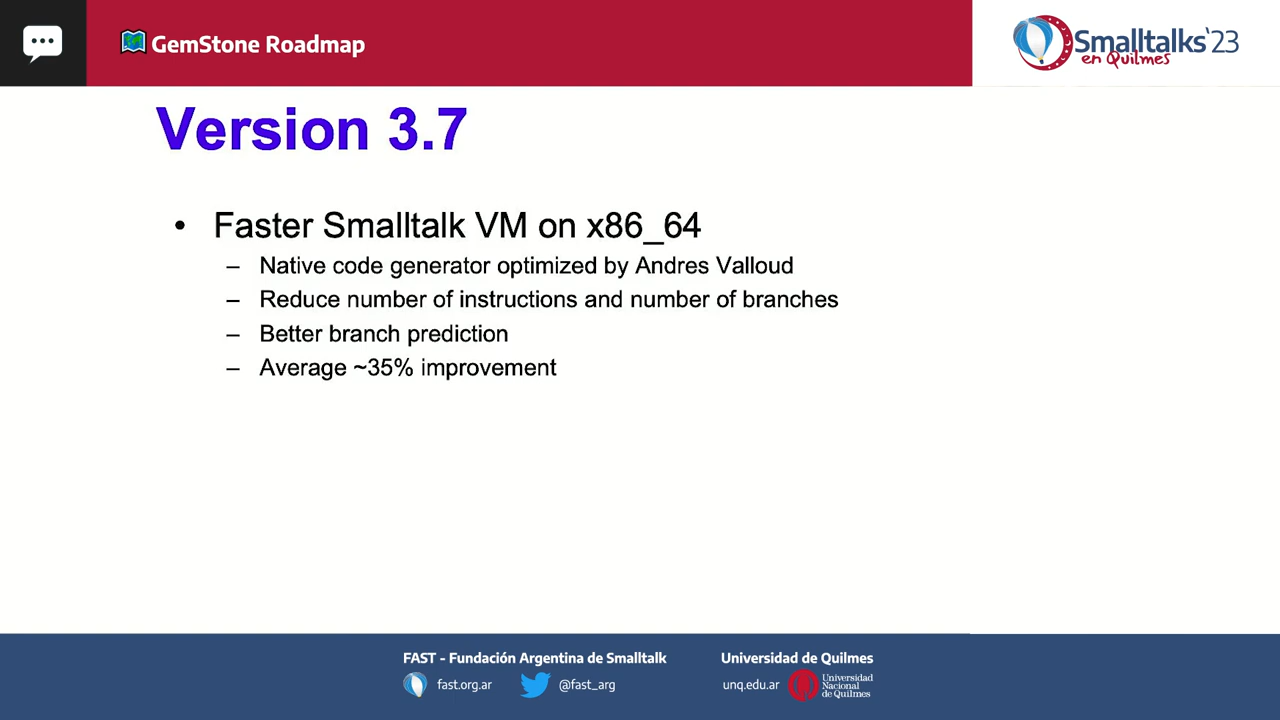 GemStone Roadmap
Smalltalks'23
en Quilmes
Version 3.7
• Faster Smalltalk VM on x86_64
– Native code generator optimized by Andres Valloud
– Reduce number of instructions and number of branches
– Better branch prediction
– Average ~35% improvement
FAST - Fundación Argentina de Smalltalk
fast.org.ar
@fast_arg
Universidad de Quilmes
unq.edu.ar
Universidad
Nacional
de Quilmes